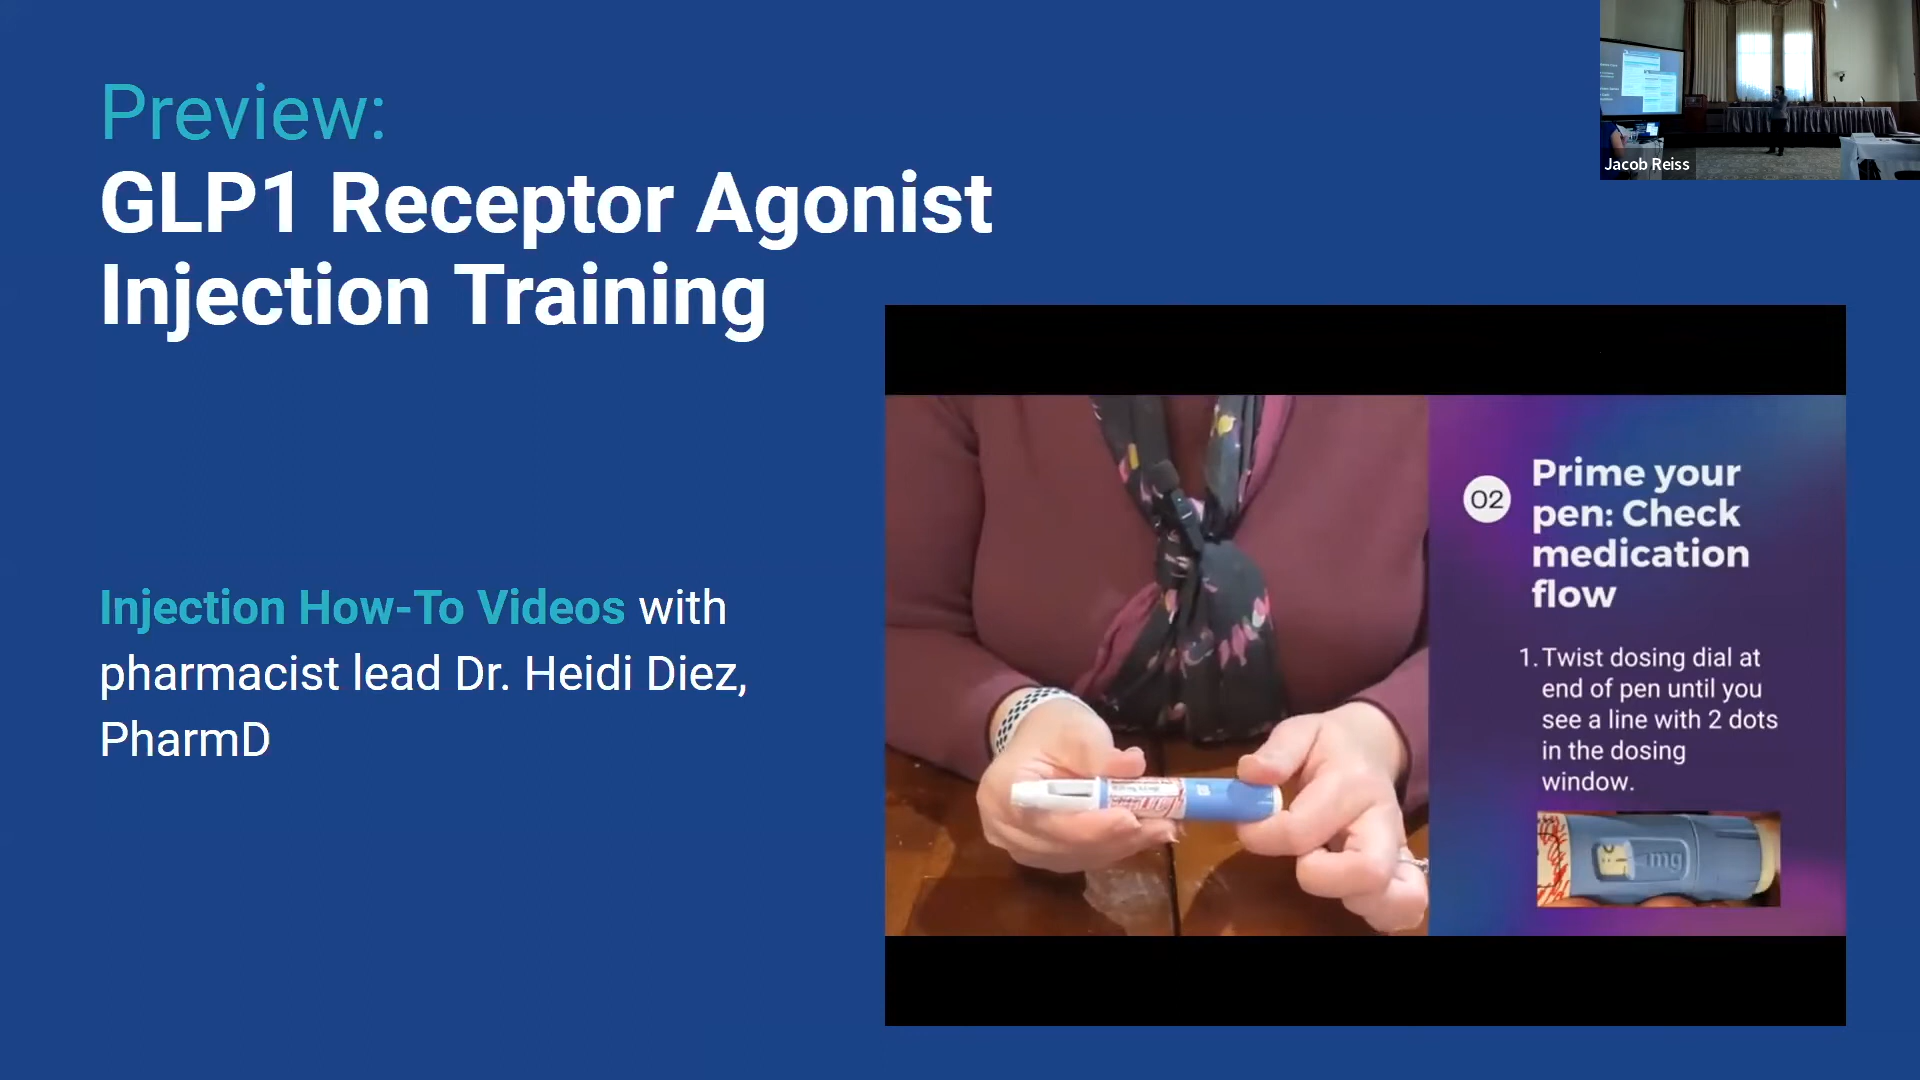 Preview:
GLP1 Receptor Agonist
Injection Training
Jacob Reiss
Injection How-To Videos with
pharmacist lead Dr. Heidi Diez,
PharmD
02
Prime your
pen: Check
medication
flow
1. Twist dosing dial at
end of pen until you
see a line with 2 dots
in the dosing
window.
mg